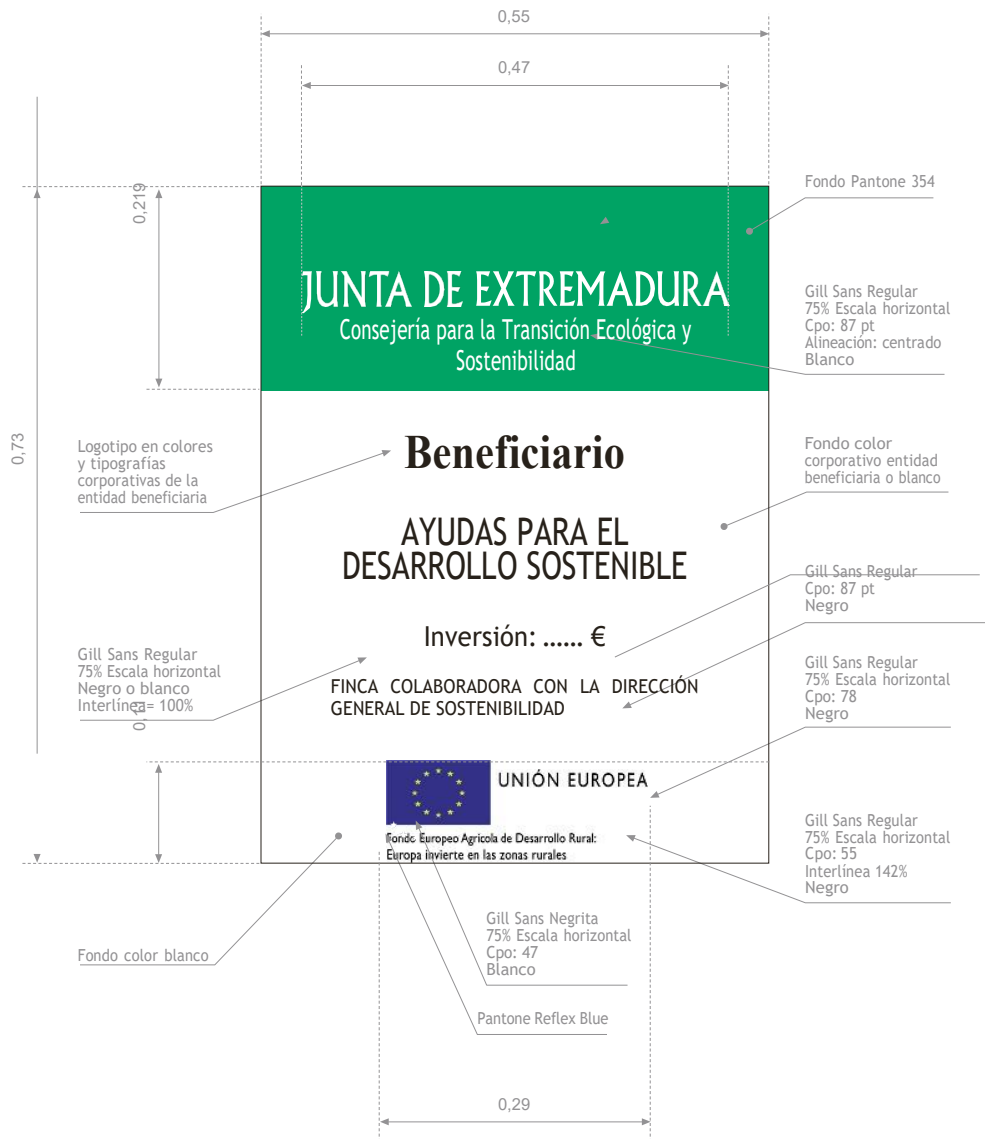 0,55
0,47
0,219
0,73
Fondo Pantone 354
JUNTA DE EXTREMADURA
Consejería para la Transición Ecológica y
Sostenibilidad
Gill Sans Regular
75% Escala horizontal
Cpo: 87 pt
Alineación: centrado
Blanco
Logotipo en colores
y tipografías
corporativas de la
entidad beneficiaria
Beneficiario
Fondo color
corporativo entidad
beneficiaria o blanco
AYUDAS PARA EL
DESARROLLO SOSTENIBLE
Gill Sans Regular
Cpo: 87 pt
Negro
Inversión: ...... €
Gill Sans Regular
75% Escala horizontal
Negro o blanco
Interlínea= 100%
FINCA COLABORADORA CON LA DIRECCIÓN
GENERAL DE SOSTENIBILIDAD
Gill Sans Regular
75% Escala horizontal
Cpo: 78
Negro
UNIÓN EUROPEA
Fondo Europeo Agrícola de Desarrollo Rural:
Europa invierte en las zonas rurales
Gill Sans Regular
75% Escala horizontal
Cpo: 55
Interlínea 142%
Negro
Fondo color blanco
Gill Sans Negrita
75% Escala horizontal
Cpo: 47
Blanco
Pantone Reflex Blue
0,29